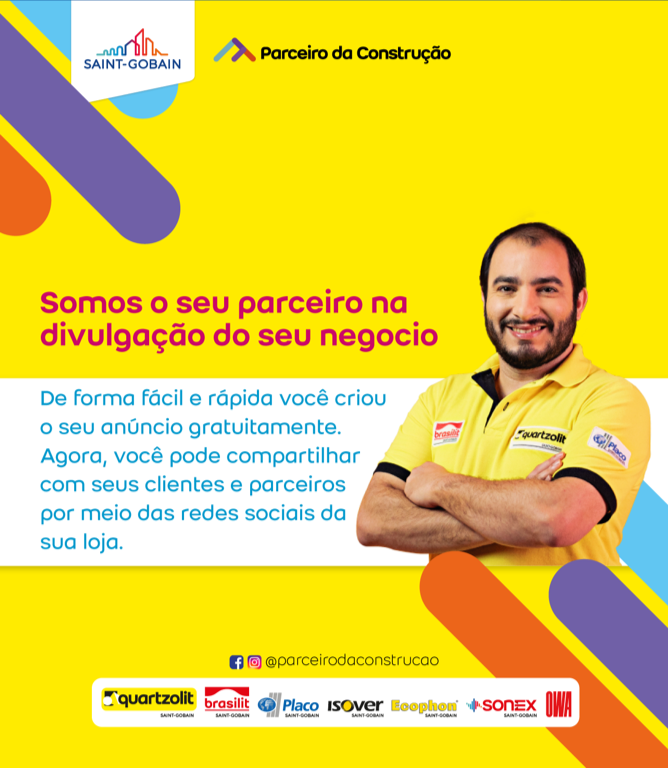 SAINT-GOBAIN
Parceiro da Construção
Somos o seu parceiro na
divulgação do seu negocio
De forma fácil e rápida você criou
o seu anúncio gratuitamente.
Agora, você pode compartilhar
com seus clientes e parceiros
por meio das redes sociais da
sua loja.
brasilit
quartzolit
Placo
@parceirodaconstrucao
quartzolit
SAINT-GOBAIN
brasilit
SAINT-GOBAIN
Placo
SAINT-GOBAIN
ISOVER
SAINT-GOBAIN
Ecophon
SAINT-GOBAIN
SONEX
SAINT-GOBAIN
OWA